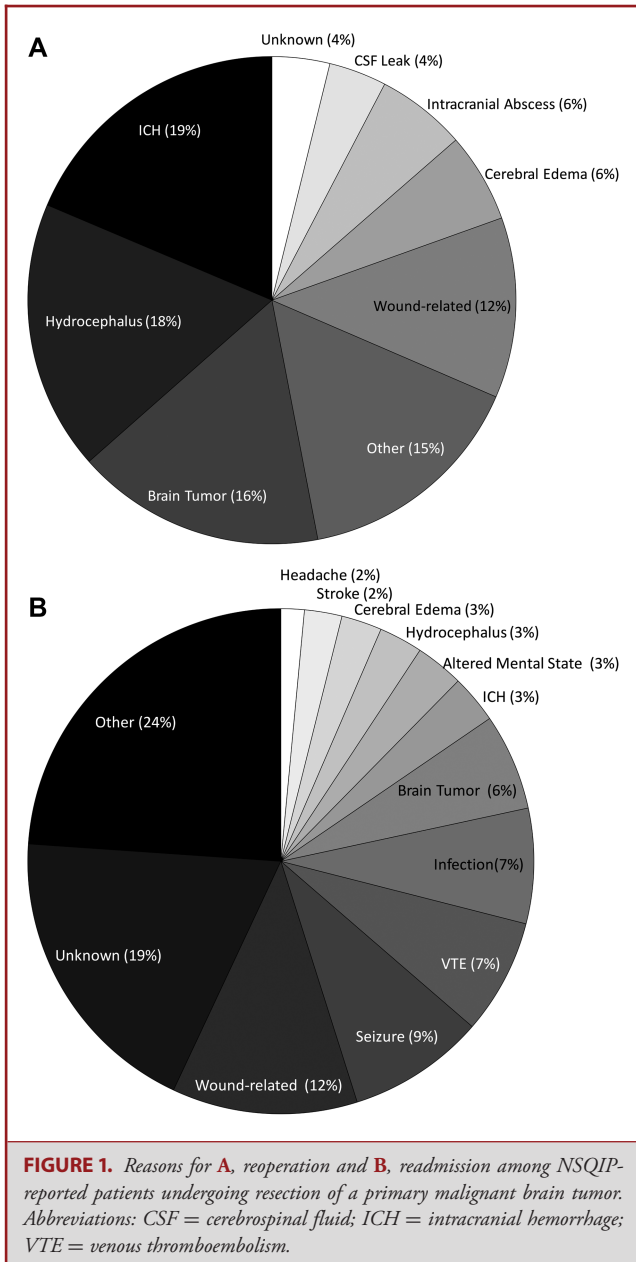 A
Unknown (4%)
CSF Leak (4%)
Intracranial Abscess (6%)
Cerebral Edema (6%)
Wound-related (12%)
Other (15%)
Brain Tumor (16%)
Hydrocephalus (18%)
ICH (19%)
B
Headache (2%)
Stroke (2%)
Cerebral Edema (3%)
Hydrocephalus (3%)
Altered Mental State (3%)
ICH (3%)
Brain Tumor (6%)
Infection(7%)
VTE (7%)
Seizure (9%)
Wound-related (12%)
Unknown (19%)
Other (24%)
FIGURE 1. Reasons for A, reoperation and B, readmission among NSQIP-
reported patients undergoing resection of a primary malignant brain tumor.
Abbreviations: CSF = cerebrospinal fluid; ICH = intracranial hemorrhage;
VTE = venous thromboembolism.